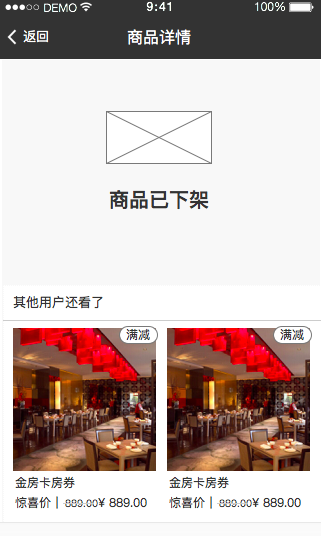 DEMO 9:41 100%
返回 商品详情
商品已下架
其他用户还看了
满减 满减
金房卡房券 金房卡房券
惊喜价 | 889.00¥ 889.00 惊喜价 | 889.00¥ 889.00